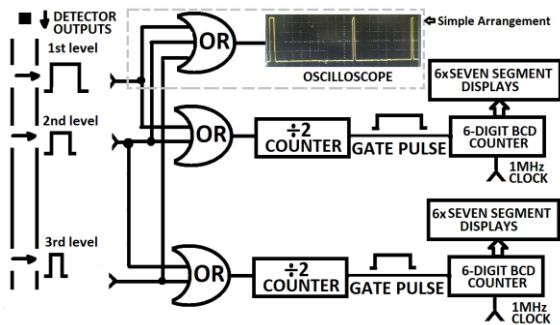 DETECTOR
OUTPUTS
1st level
2nd level
3rd level
OR
Simple Arrangement
OSCILLOSCOPE
6xSEVEN SEGMENT
DISPLAYS
OR
÷2
COUNTER
GATE PULSE
6-DIGIT BCD
COUNTER
1MHz
CLOCK
6xSEVEN SEGMENT
DISPLAYS
OR
÷2
COUNTER
GATE PULSE
6-DIGIT BCD
COUNTER
1MHz
CLOCK